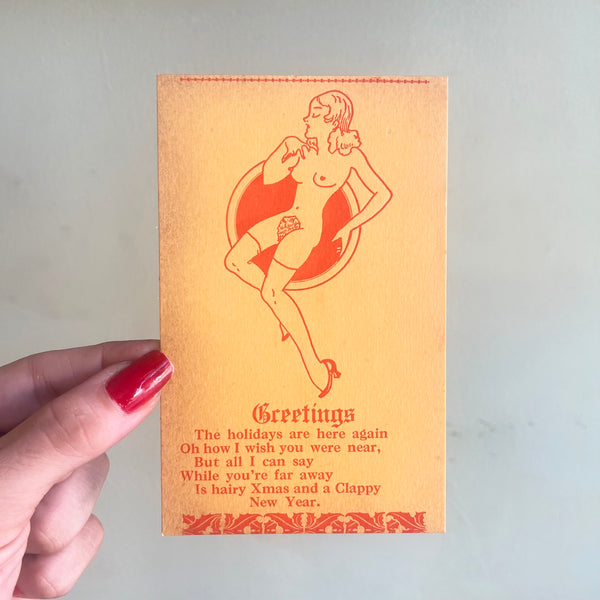 Greetings
The holidays are here again
Oh how I wish you were near,
But all I can say
While you're far away
Is hairy Xmas and a Clappy
New Year.